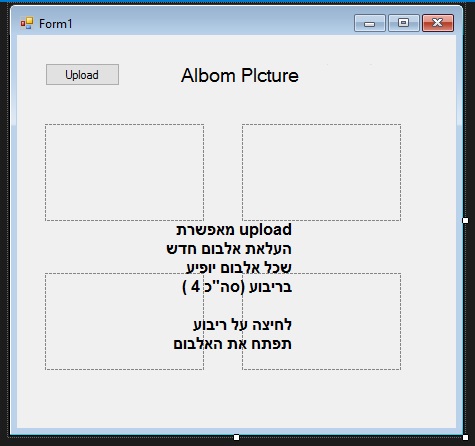 Form1
Upload
Albom PIcture
upload מאפשרת
העלאת אלבום חדש
שכל אלבום יופיע
בריבוע (סה"כ 4 )
לחיצה על ריבוע
תפתח את האלבום